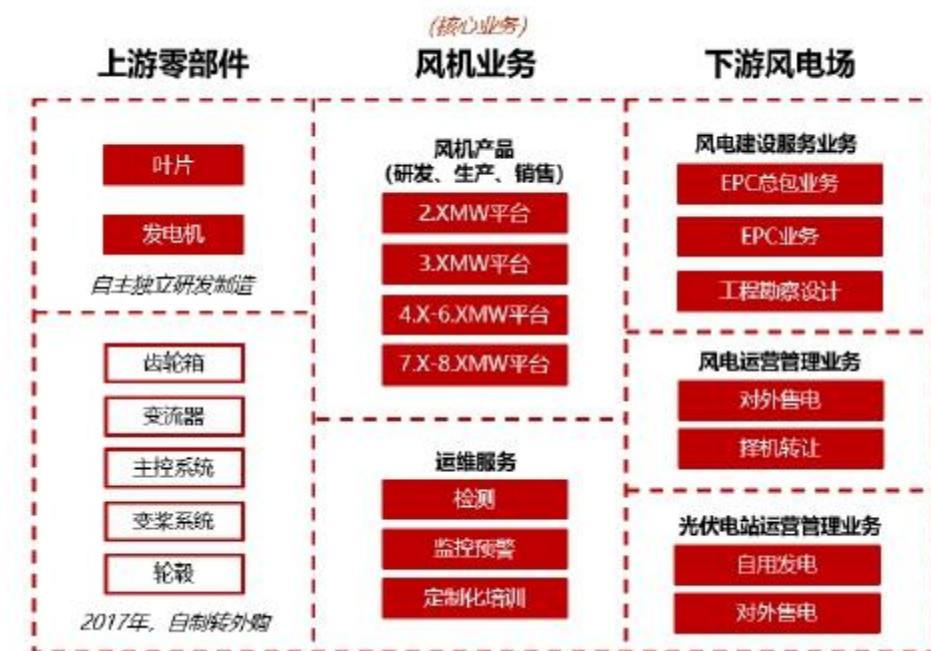 (核心业务)
上游零部件
风机业务
下游风电场
叶片
发电机
自主独立研发制造
齿轮箱
变流器
主控系统
变桨系统
轮毂
2017年，自制转外购
风机产品
(研发、生产、销售)
2.XMW平台
3.XMW平台
4.X-6.XMW平台
7.X-8.XMW平台
运维服务
检测
监控预警
定制化培训
风电建设服务业务
EPC总包业务
EPC业务
工程勘察设计
风电运营管理业务
对外售电
择机转让
光伏电站运营管理业务
自用发电
对外售电